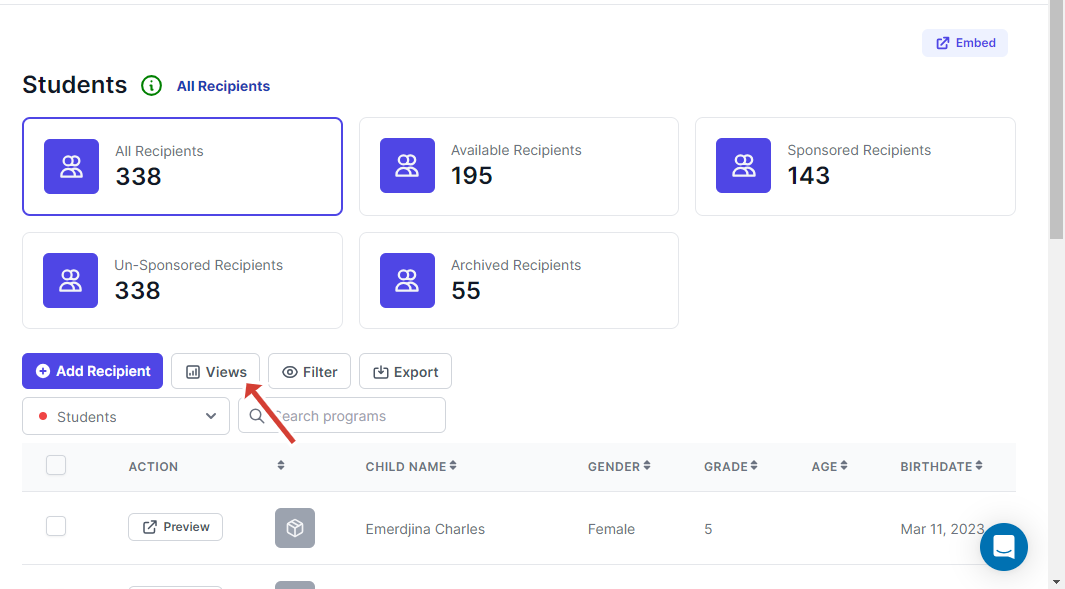 Embed
Students All Recipients
All Recipients
338
Available Recipients
195
Sponsored Recipients
143
Un-Sponsored Recipients
338
Archived Recipients
55
Add Recipient Views Filter Export
Students Search programs
ACTION CHILD NAME GENDER GRADE AGE BIRTHDATE
Preview Emerdjina Charles Female 5 Mar 11, 2023